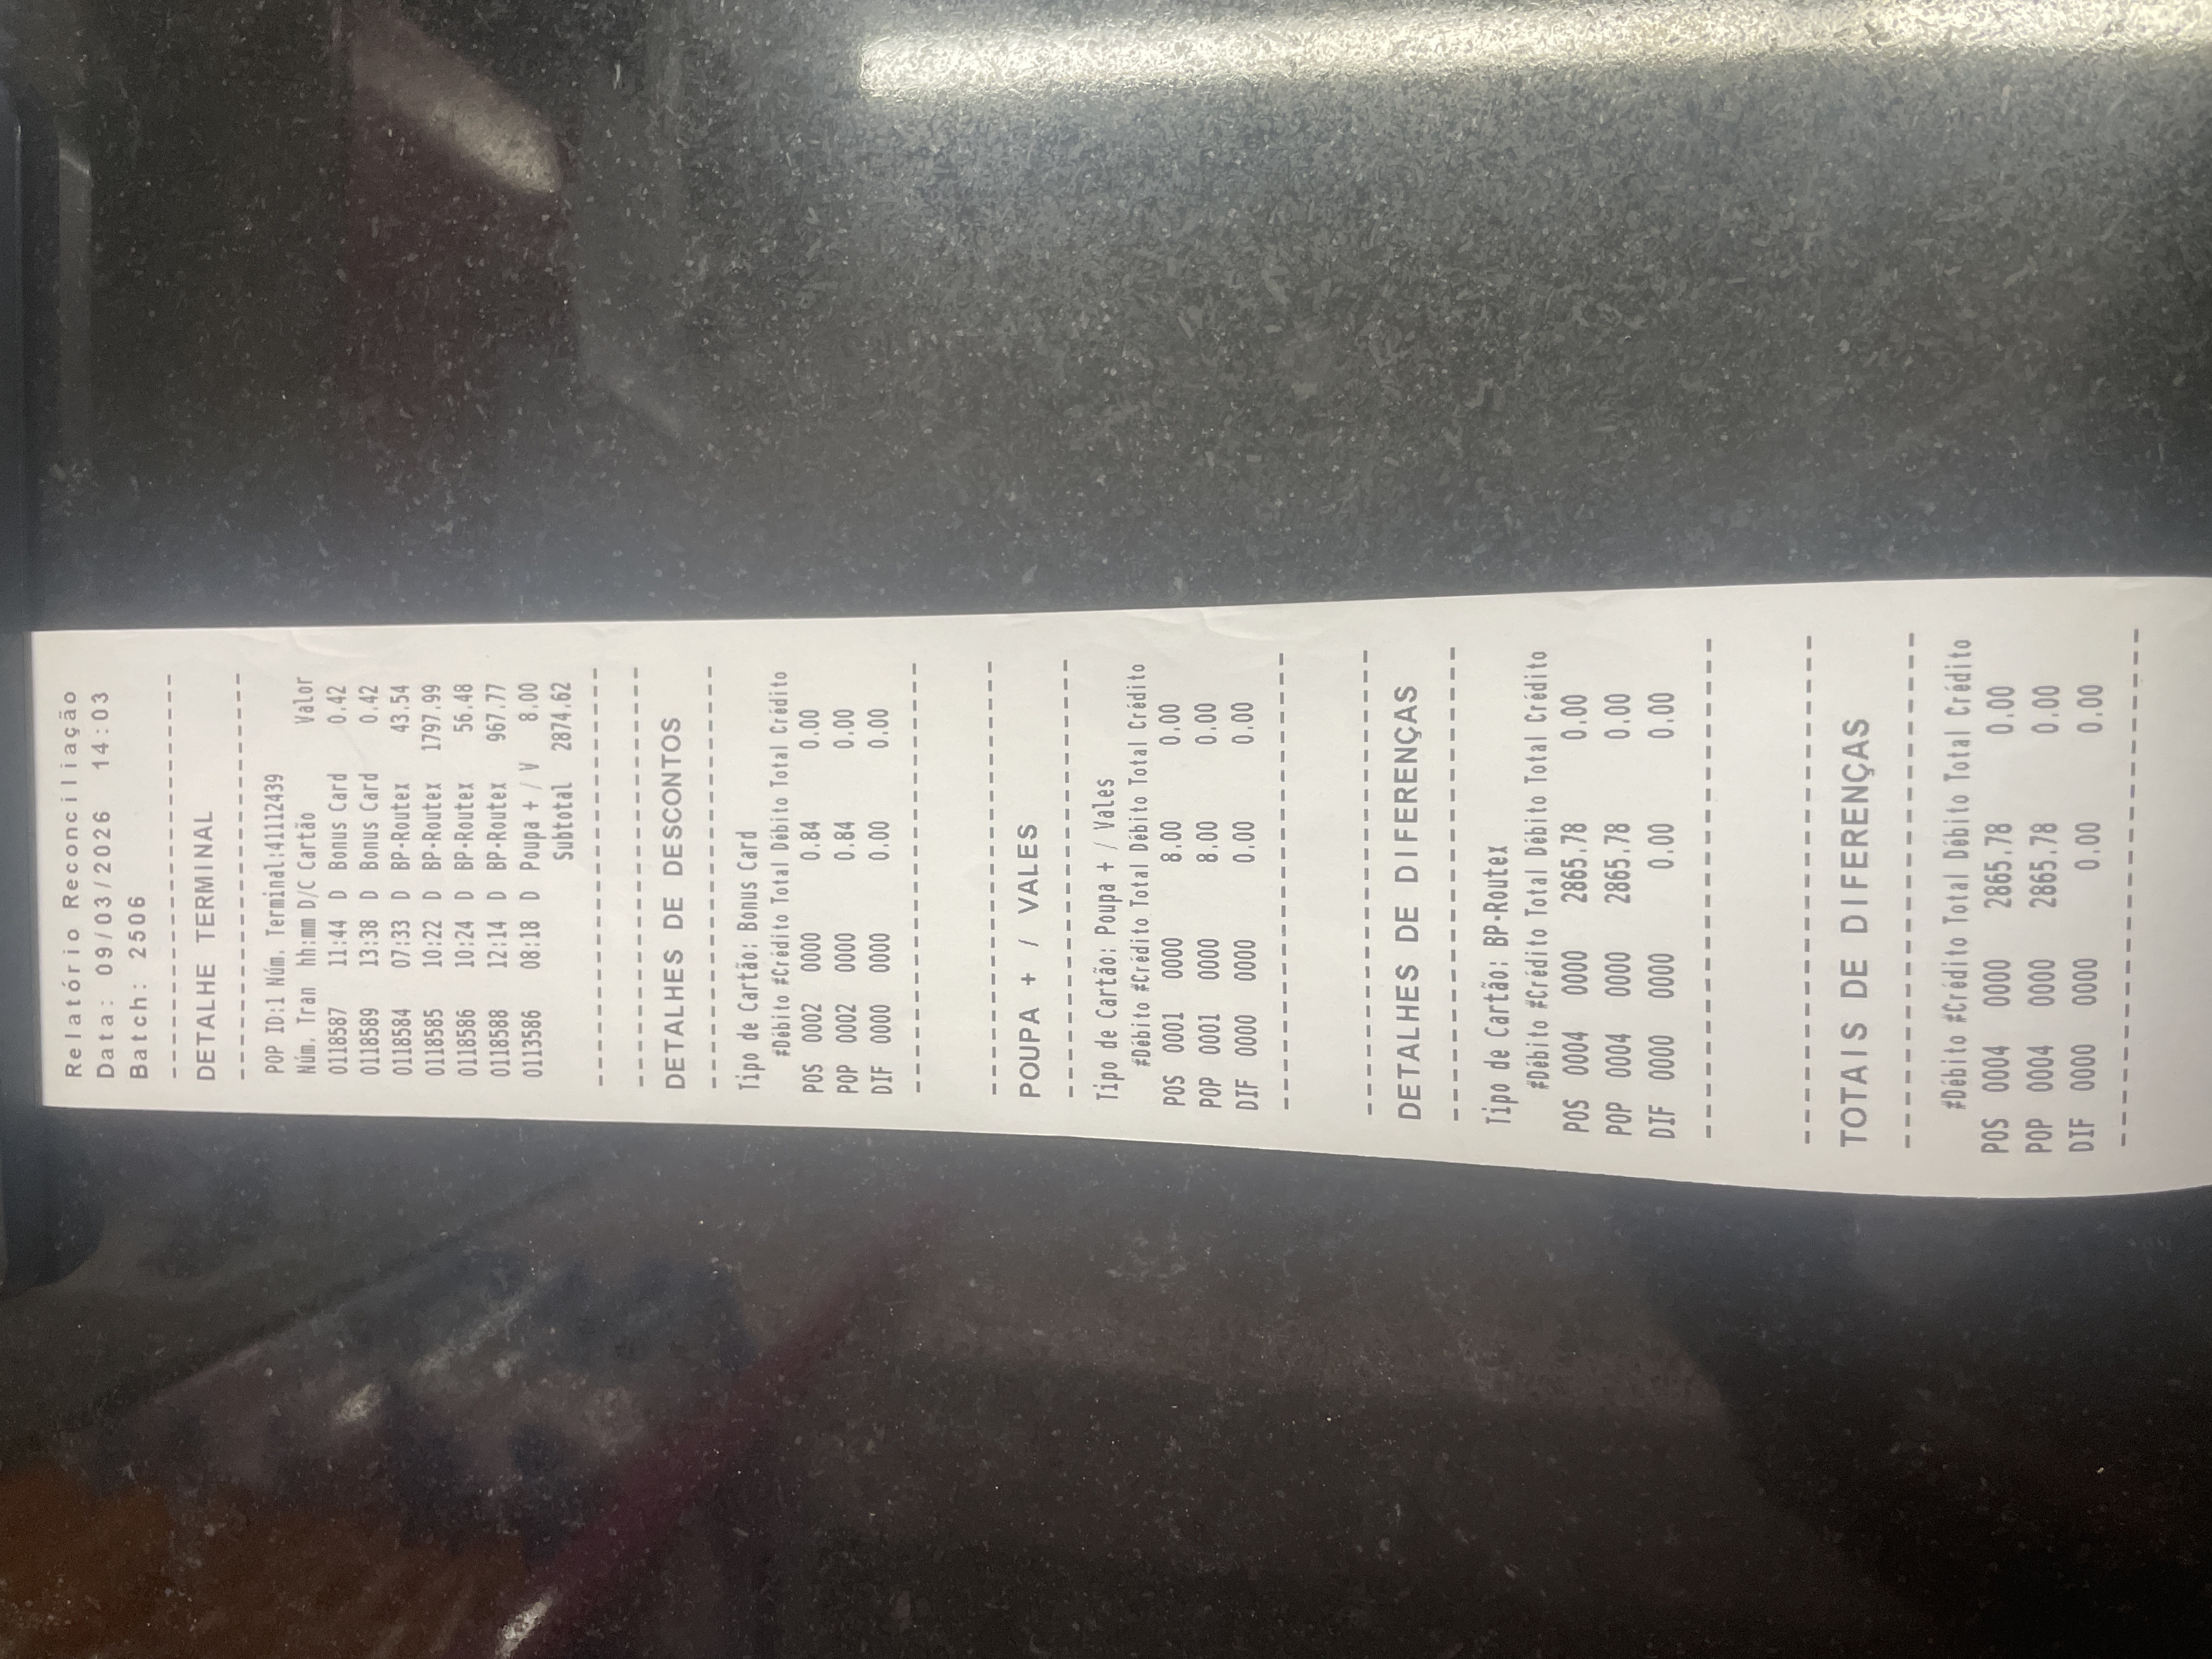 Relatório Reconciliação
Data: 09/03/2026 14:03
Batch: 2506
--------------------------------
DETALHE TERMINAL
--------------------------------
POP ID:1 Núm. Terminal:41112439
Núm. Tran hh:mm D/C Cartão Valor
0118587 11:44 D Bonus Card 0.42
0118589 13:38 D Bonus Card 0.42
0118584 07:33 D BP-Routex 43.54
0118585 10:22 D BP-Routex 1797.99
0118586 10:24 D BP-Routex 56.48
0118588 12:14 D BP-Routex 967.77
0113586 08:18 D Poupa + / V 8.00
Subtotal 2874.62
--------------------------------
--------------------------------
DETALHES DE DESCONTOS
--------------------------------
Tipo de Cartão: Bonus Card
#Débito #Crédito Total Débito Total Crédito
POS 0002 0000 0.84 0.00
POP 0002 0000 0.84 0.00
DIF 0000 0000 0.00 0.00
--------------------------------
--------------------------------
POUPA + / VALES
--------------------------------
Tipo de Cartão: Poupa + / Vales
#Débito #Crédito Total Débito Total Crédito
POS 0001 0000 8.00 0.00
POP 0001 0000 8.00 0.00
DIF 0000 0000 0.00 0.00
--------------------------------
--------------------------------
DETALHES DE DIFERENÇAS
--------------------------------
Tipo de Cartão: BP-Routex
#Débito #Crédito Total Débito Total Crédito
POS 0004 0000 2865.78 0.00
POP 0004 0000 2865.78 0.00
DIF 0000 0000 0.00 0.00
--------------------------------
--------------------------------
TOTAIS DE DIFERENÇAS
--------------------------------
#Débito #Crédito Total Débito Total Crédito
POS 0004 0000 2865.78 0.00
POP 0004 0000 2865.78 0.00
DIF 0000 0000 0.00 0.00
--------------------------------